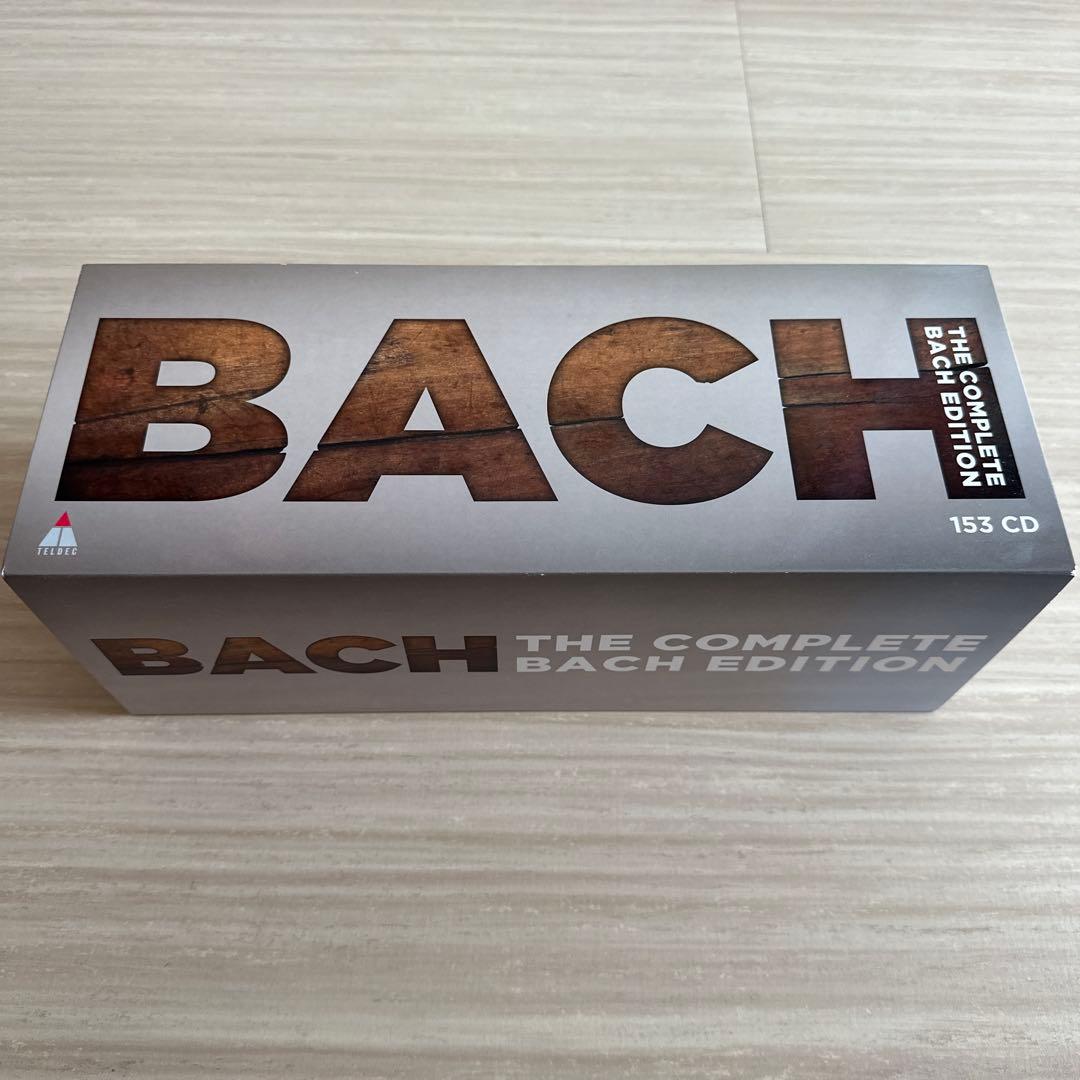 BACH
THE COMPLETE
BACH EDITION
153 CD
TELDEC
BACH
THE COMPLETE
BACH EDITION